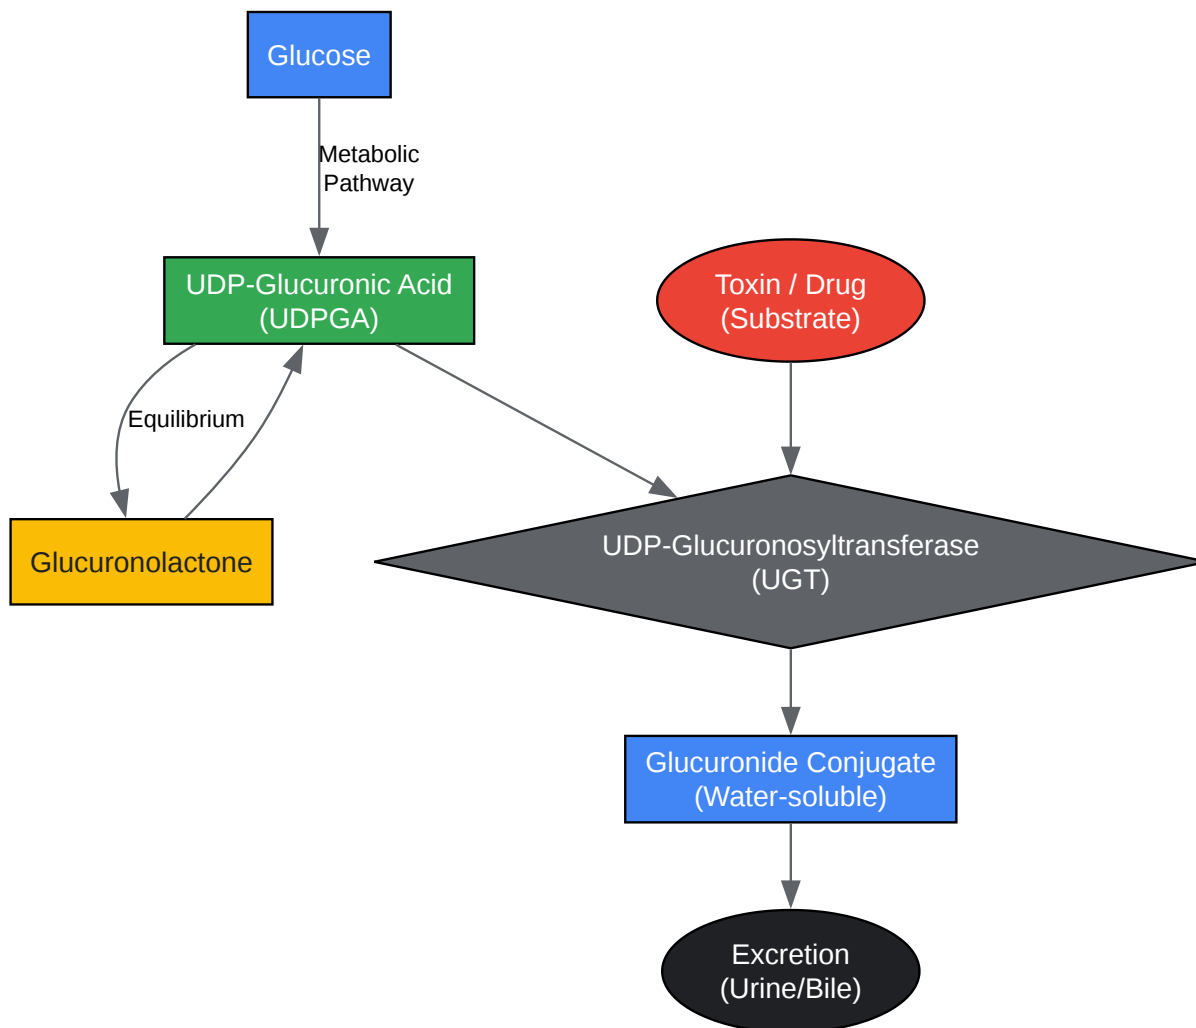 Glucose
Metabolic
Pathway
UDP-Glucuronic Acid
(UDPGA)
Toxin / Drug
(Substrate)
Equilibrium
Glucuronolactone
UDP-Glucuronosyltransferase
(UGT)
Glucuronide Conjugate
(Water-soluble)
Excretion
(Urine/Bile)